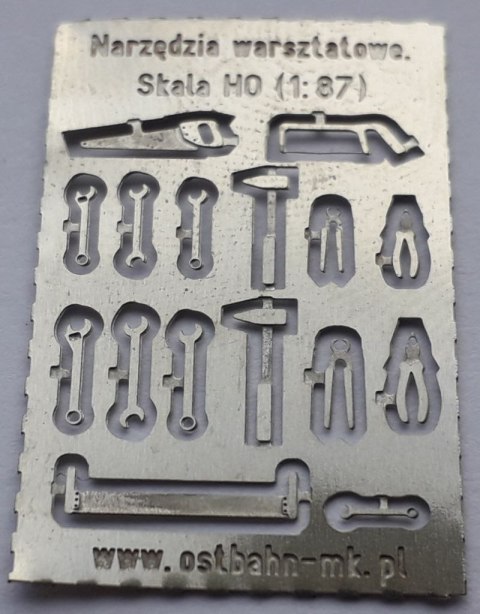 Narzędzia warsztatowe.
Skala H0 (1:87)
www.ostbahn-mk.pl